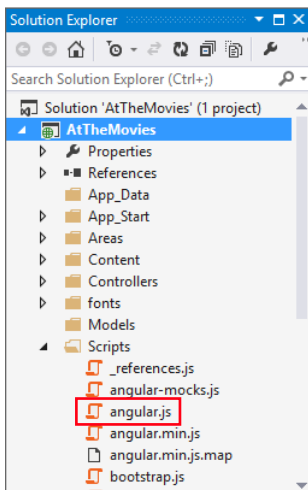 Solution Explorer
Search Solution Explorer (Ctrl+;)
Solution 'AtTheMovies' (1 project)
AtTheMovies
Properties
References
App_Data
App_Start
Areas
Content
Controllers
fonts
Models
Scripts
_references.js
angular-mocks.js
angular.js
angular.min.js
angular.min.js.map
bootstrap.js